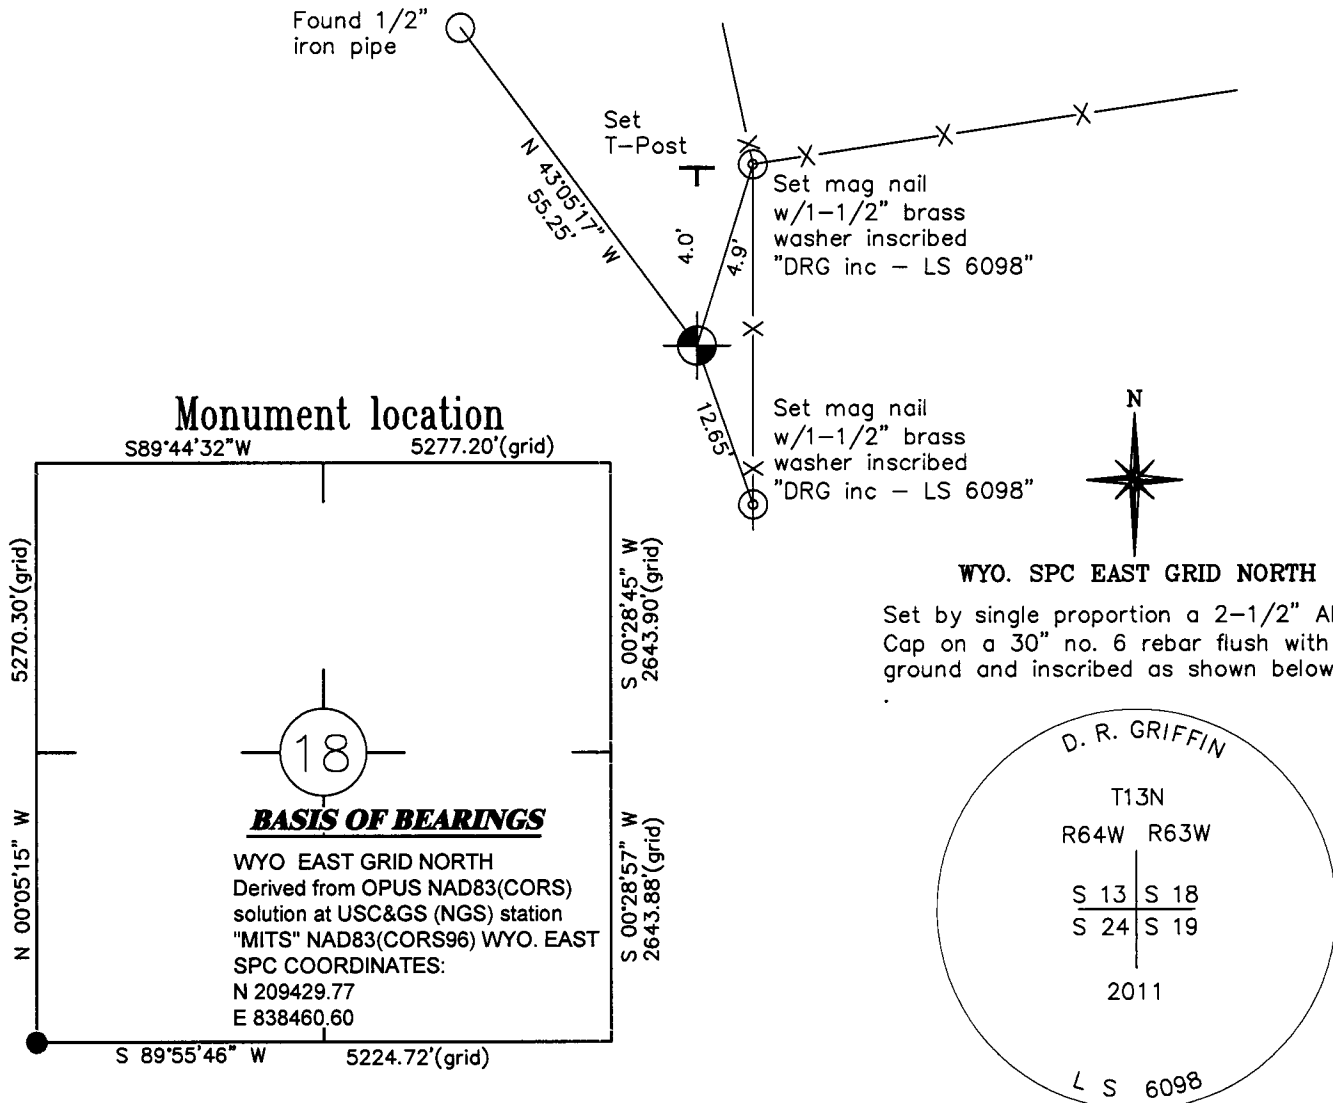 Found 1/2"
iron pipe
N 43°05'17" W
55.25'
Set
T-Post
4.0'
4.9'
Set mag nail
w/1-1/2" brass
washer inscribed
"DRG inc - LS 6098"
12.65'
Set mag nail
w/1-1/2" brass
washer inscribed
"DRG inc - LS 6098"
Monument location
S89°44'32"W 5277.20'(grid)
5270.30'(grid)
N 00°05'15" W
S 00°28'45" W
2643.90'(grid)
S 00°28'57" W
2643.88'(grid)
18
BASIS OF BEARINGS
WYO EAST GRID NORTH
Derived from OPUS NAD83(CORS)
solution at USC&GS (NGS) station
"MITS" NAD83(CORS96) WYO. EAST
SPC COORDINATES:
N 209429.77
E 838460.60
S 89°55'46" W 5224.72'(grid)
N
WYO. SPC EAST GRID NORTH
Set by single proportion a 2-1/2"
Cap on a 30" no. 6 rebar flush with
ground and inscribed as shown below
.
D. R. GRIFFIN
T13N
R64W R63W
S 13 S 18
S 24 S 19
2011
L S 6098